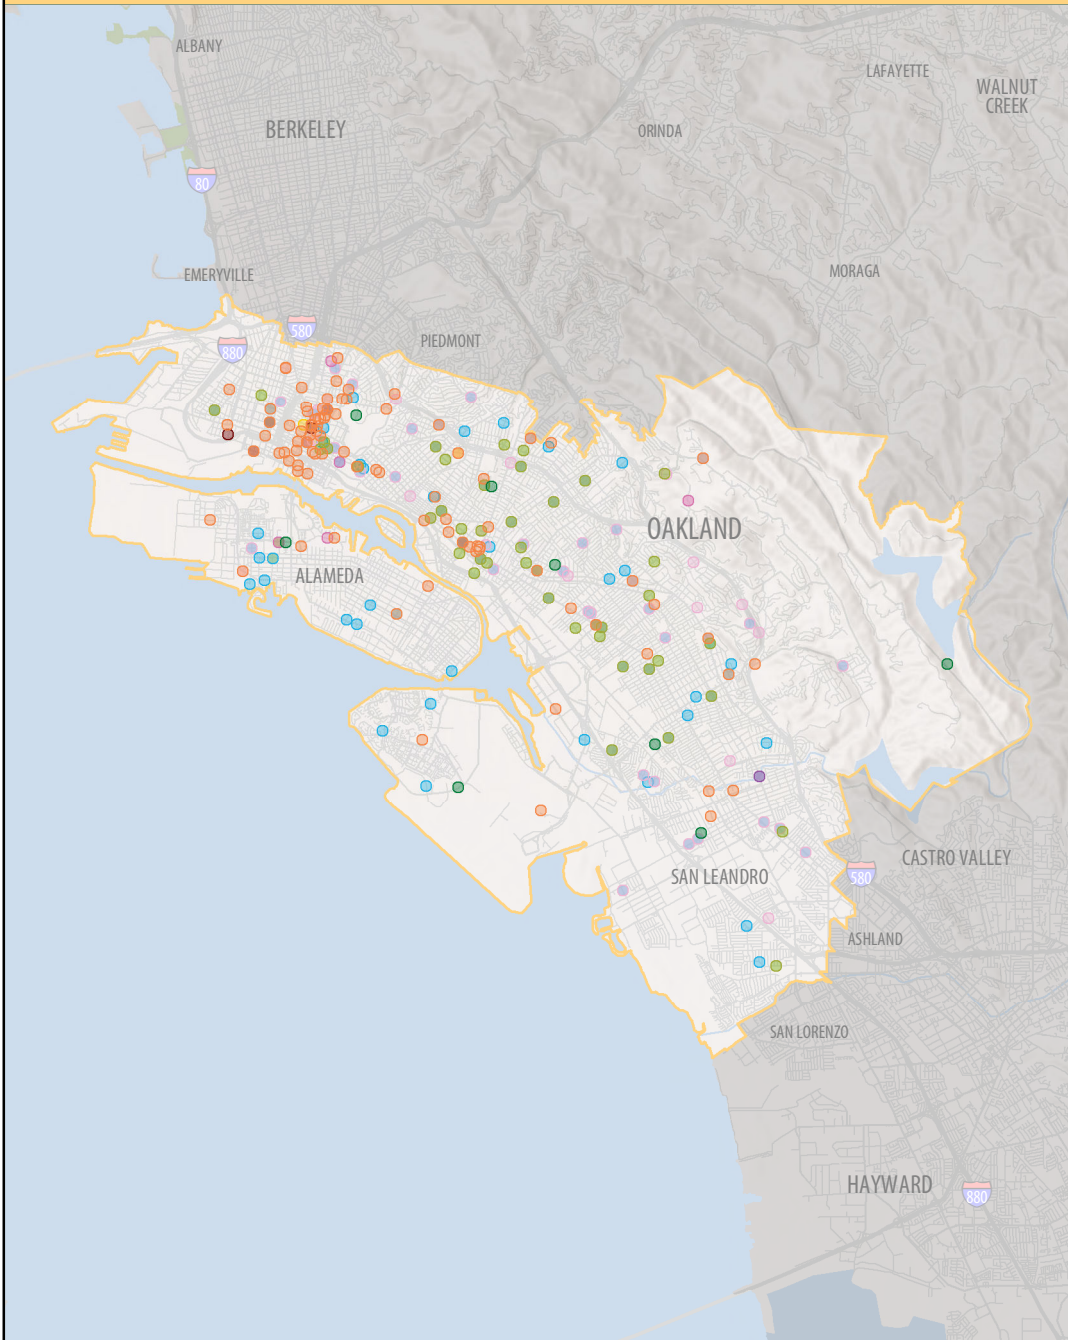 ALBANY
LAFAYETTE
WALNUT
CREEK
BERKELEY
ORINDA
80
EMERYVILLE
MORAGA
580
880
PIEDMONT
OAKLAND
ALAMEDA
SAN LEANDRO
CASTRO VALLEY
580
ASHLAND
SAN LORENZO
HAYWARD
880